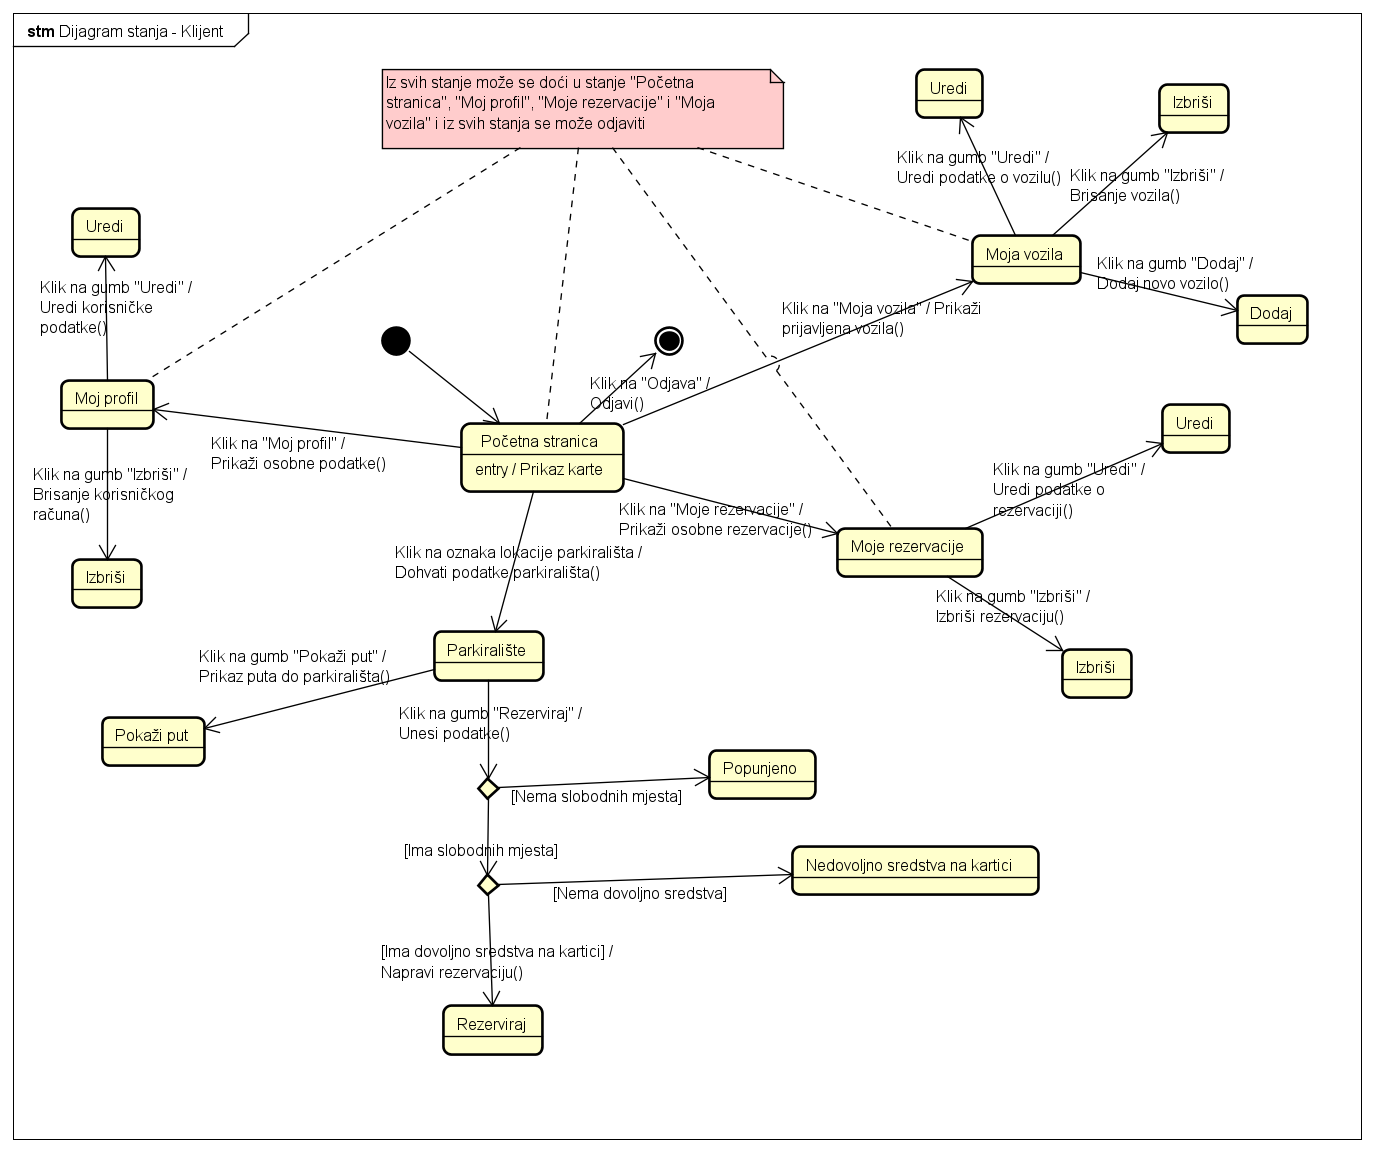 stm Dijagram stanja - Klijent
Iz svih stanje može se doći u stanje "Početna
stranica", "Moj profil", "Moje rezervacije" i "Moja
vozila" i iz svih stanja se može odjaviti
Uredi
Izbriši
Klik na gumb "Uredi" /
Uredi podatke o vozilu()
Klik na gumb "Izbriši" /
Brisanje vozila()
Uredi
Moja vozila
Klik na gumb "Dodaj" /
Dodaj novo vozilo()
Klik na gumb "Uredi" /
Uredi korisničke
podatke()
Klik na "Moja vozila" / Prikaži
prijavljena vozila()
Dodaj
Klik na "Odjava" /
Odjavi()
Moj profil
Početna stranica
entry / Prikaz karte
Klik na "Moj profil" /
Prikaži osobne podatke()
Uredi
Klik na gumb "Uredi" /
Uredi podatke o
rezervaciji()
Klik na gumb "Izbriši" /
Brisanje korisničkog
računa()
Klik na "Moje rezervacije" /
Prikaži osobne rezervacije()
Moje rezervacije
Klik na oznaka lokacije parkirališta /
Dohvati podatke parkirališta()
Izbriši
Klik na gumb "Izbriši" /
Izbriši rezervaciju()
Parkiralište
Izbriši
Klik na gumb "Pokaži put" /
Prikaz puta do parkirališta()
Klik na gumb "Rezerviraj" /
Unesi podatke()
Pokaži put
Popunjeno
[Nema slobodnih mjesta]
[Ima slobodnih mjesta]
Nedovoljno sredstva na kartici
[Nema dovoljno sredstva]
[Ima dovoljno sredstva na kartici] /
Napravi rezervaciju()
Rezerviraj